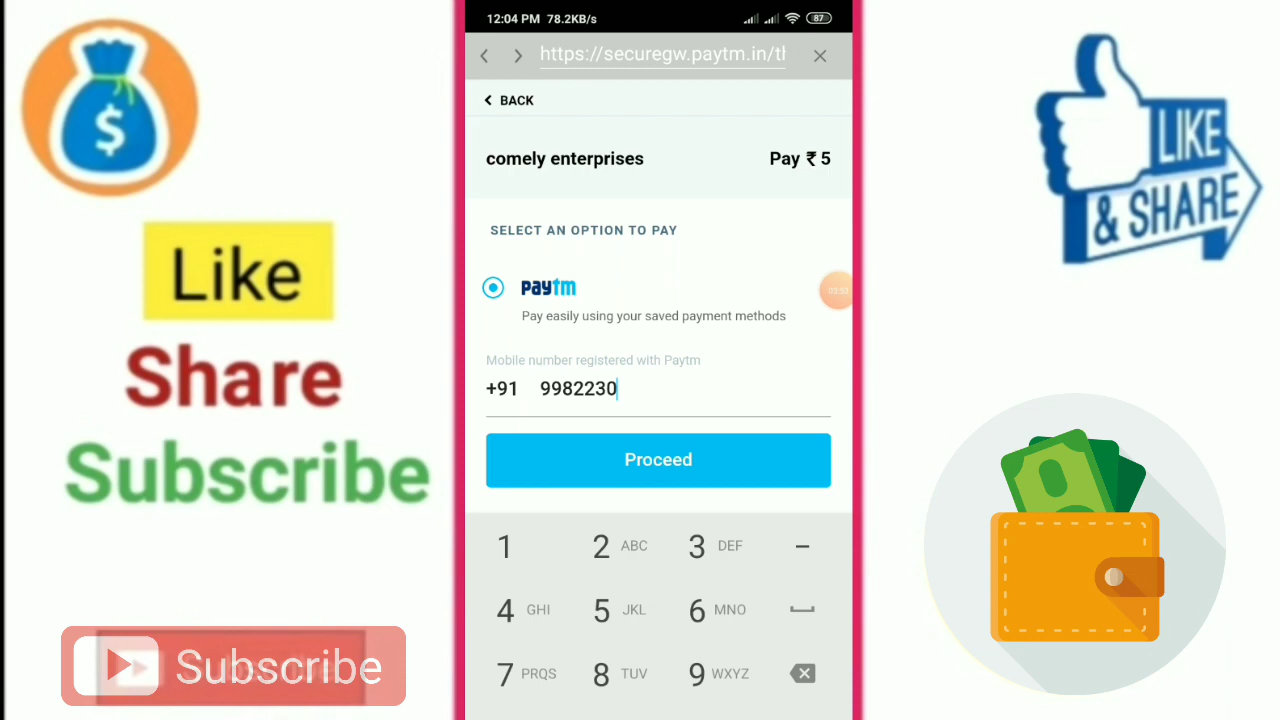 12:04 PM 78.2KB/s
87
https://securegw.paytm.in/tl
BACK
comely enterprises
Pay ₹ 5
SELECT AN OPTION TO PAY
paytm
Pay easily using your saved payment methods
Mobile number registered with Paytm
+91 9982230
Proceed
1
2 ABC
3 DEF
–
4 GHI
5 JKL
6 MNO
7 PRQS
8 TUV
9 WXYZ
$
Like
Share
Subscribe
Subscribe
LIKE
& SHARE